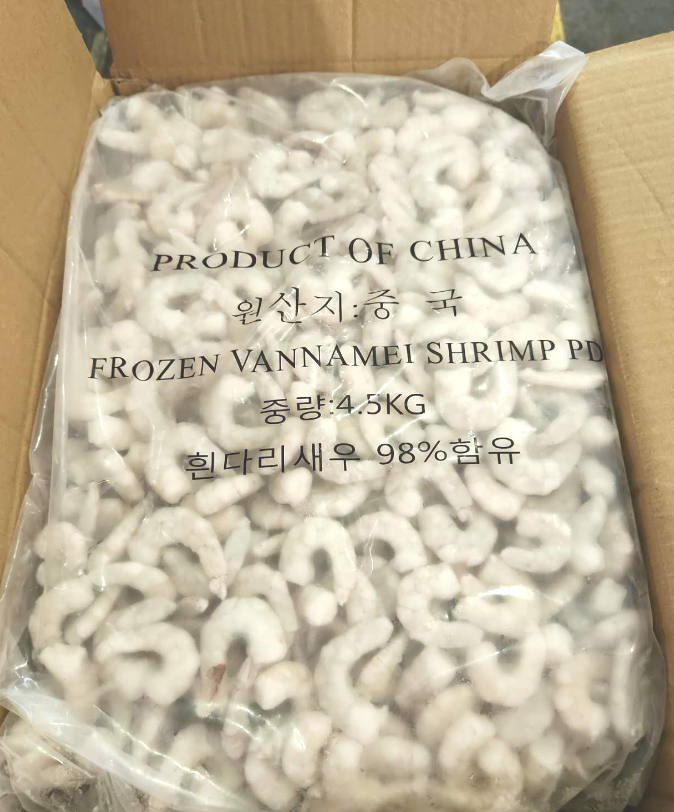 PRODUCT OF CHINA
원산지:중 국
FROZEN VANNAMEI SHRIMP PD
중량:4.5KG
흰다리새우 98%함유